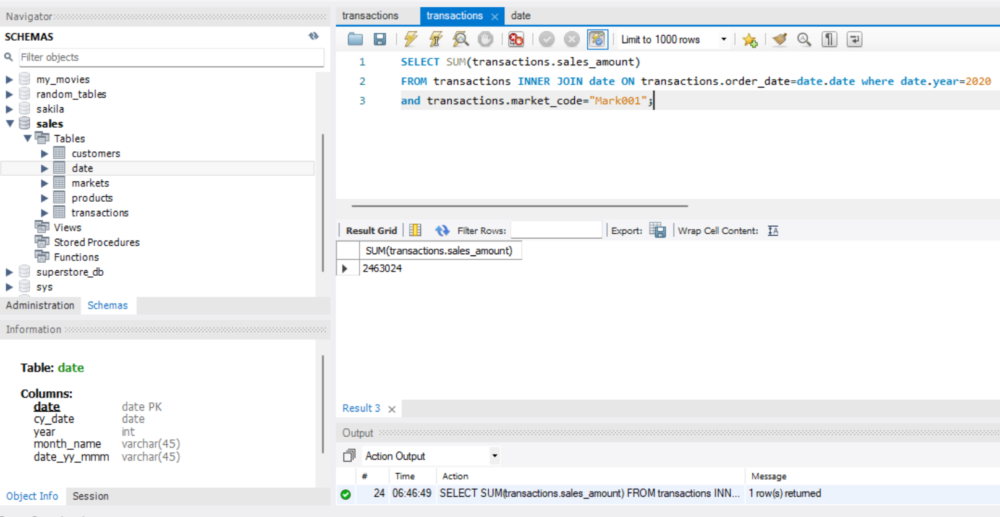 Navigator
SCHEMAS
Filter objects
my_movies
random_tables
sakila
sales
Tables
customers
date
markets
products
transactions
Views
Stored Procedures
Functions
superstore_db
sys
Administration Schemas
Information
Table: date
Columns:
date date PK
cy_date date
year int
month_name varchar(45)
date_yy_mmm varchar(45)
Object Info Session
transactions transactions date
Limit to 1000 rows
1 SELECT SUM(transactions.sales_amount)
2 FROM transactions INNER JOIN date ON transactions.order_date=date.date where date.year=2020
3 and transactions.market_code="Mark001";
Result Grid Filter Rows: Export: Wrap Cell Content:
SUM(transactions.sales_amount)
2463024
Result 3
Output
Action Output
# Time Action Message
24 06:46:49 SELECT SUM(transactions.sales_amount) FROM transactions INN... 1 row(s) returned